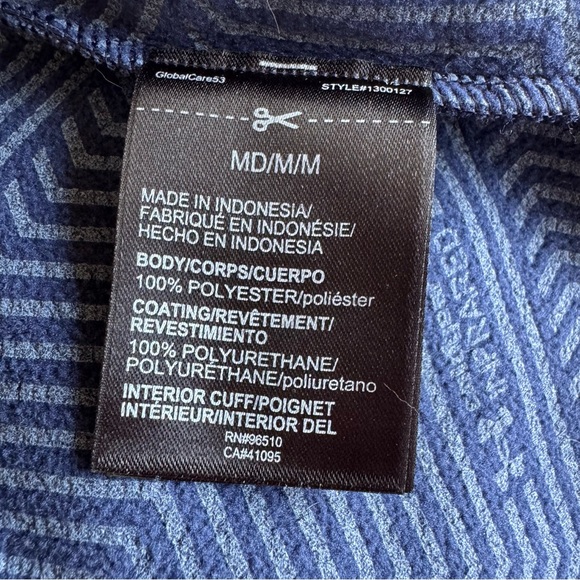 GlobalCare53
STYLE#1300127
MD/M/M
MADE IN INDONESIA/
FABRIQUÉ EN INDONÉSIE/
HECHO EN INDONESIA
BODY/CORPS/CUERPO
100% POLYESTER/poliéster
COATING/REVÊTEMENT/
REVESTIMIENTO
100% POLYURETHANE/
POLYURÉTHANE/poliuretano
INTERIOR CUFF/POIGNET
INTÉRIEUR/INTERIOR DEL
RN#96510
CA#41095